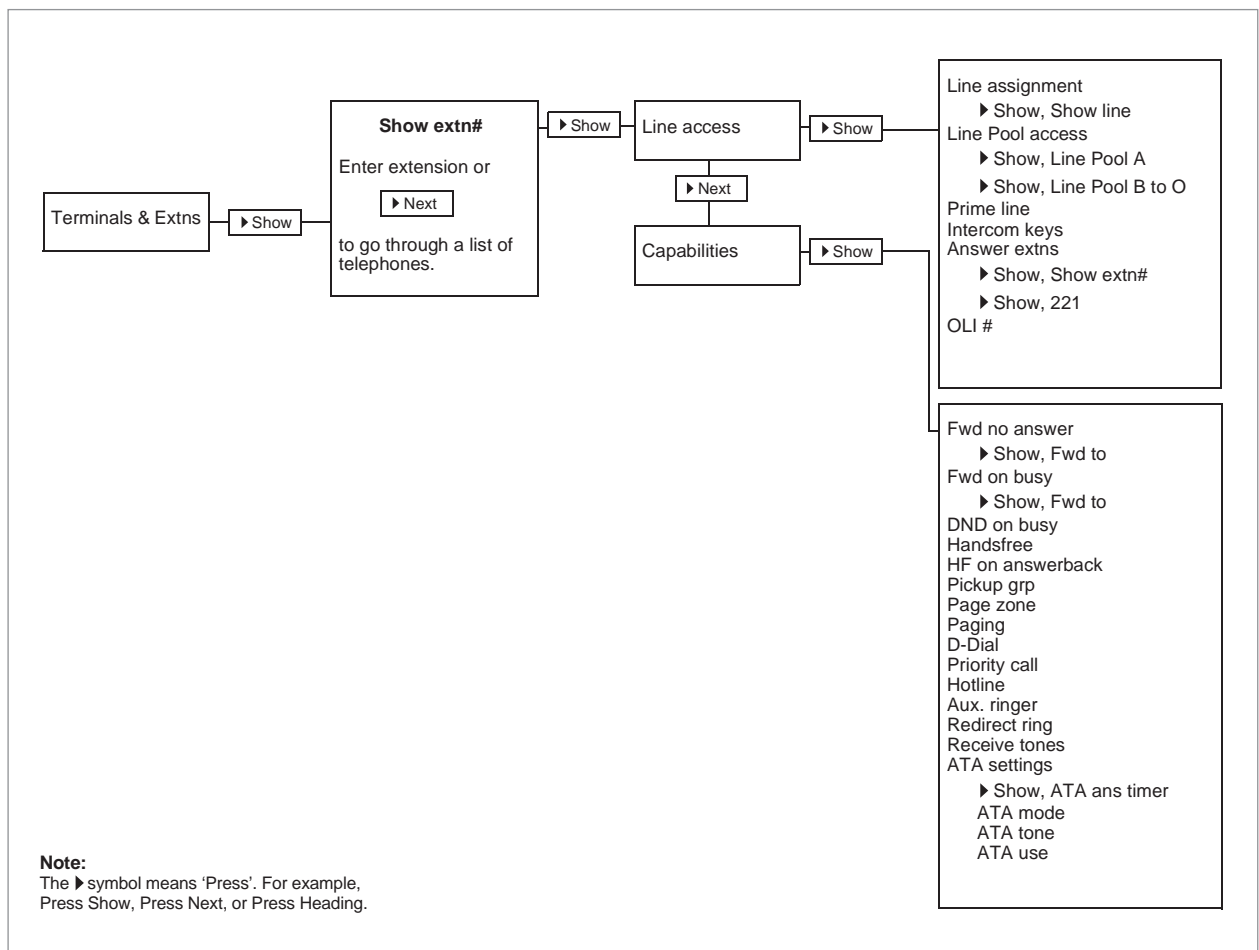 Terminals & Extns
▶ Show
Show extn#
Enter extension or
▶ Next
to go through a list of
telephones.
▶ Show
Line access
▶ Show
▶ Next
Capabilities
▶ Show
Line assignment
▶ Show, Show line
Line Pool access
▶ Show, Line Pool A
▶ Show, Line Pool B to O
Prime line
Intercom keys
Answer extns
▶ Show, Show extn#
▶ Show, 221
OLI #
Fwd no answer
▶ Show, Fwd to
Fwd on busy
▶ Show, Fwd to
DND on busy
Handsfree
HF on answerback
Pickup grp
Page zone
Paging
D-Dial
Priority call
Hotline
Aux. ringer
Redirect ring
Receive tones
ATA settings
▶ Show, ATA ans timer
ATA mode
ATA tone
ATA use
Note:
The ▶ symbol means ‘Press’. For example,
Press Show, Press Next, or Press Heading.